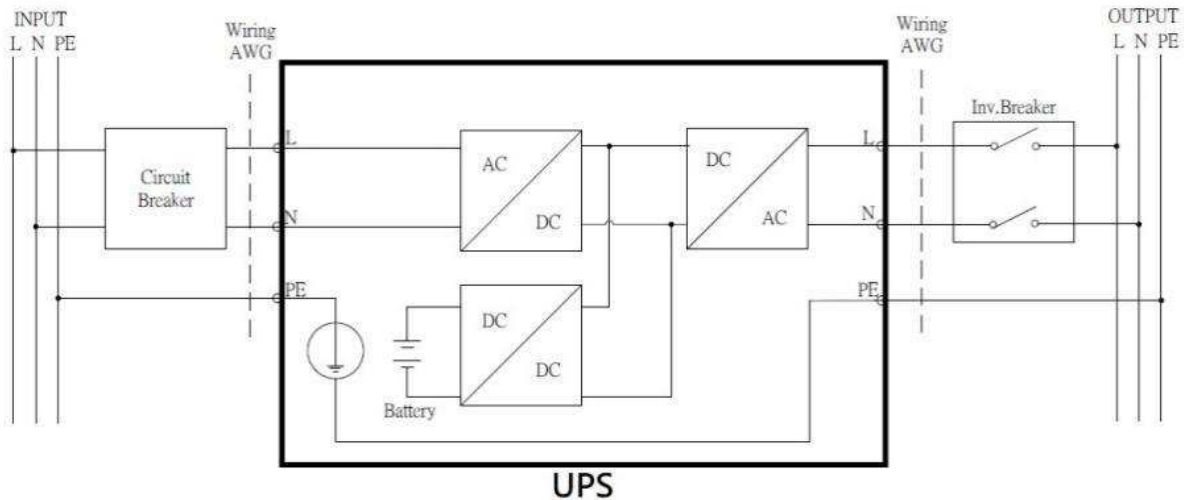 INPUT
L N PE
Wiring
AWG
Wiring
AWG
OUTPUT
L N PE
Inv.Breaker
Circuit
Breaker
L
N
PE
AC
DC
DC
AC
DC
DC
Battery
L
N
PE
UPS